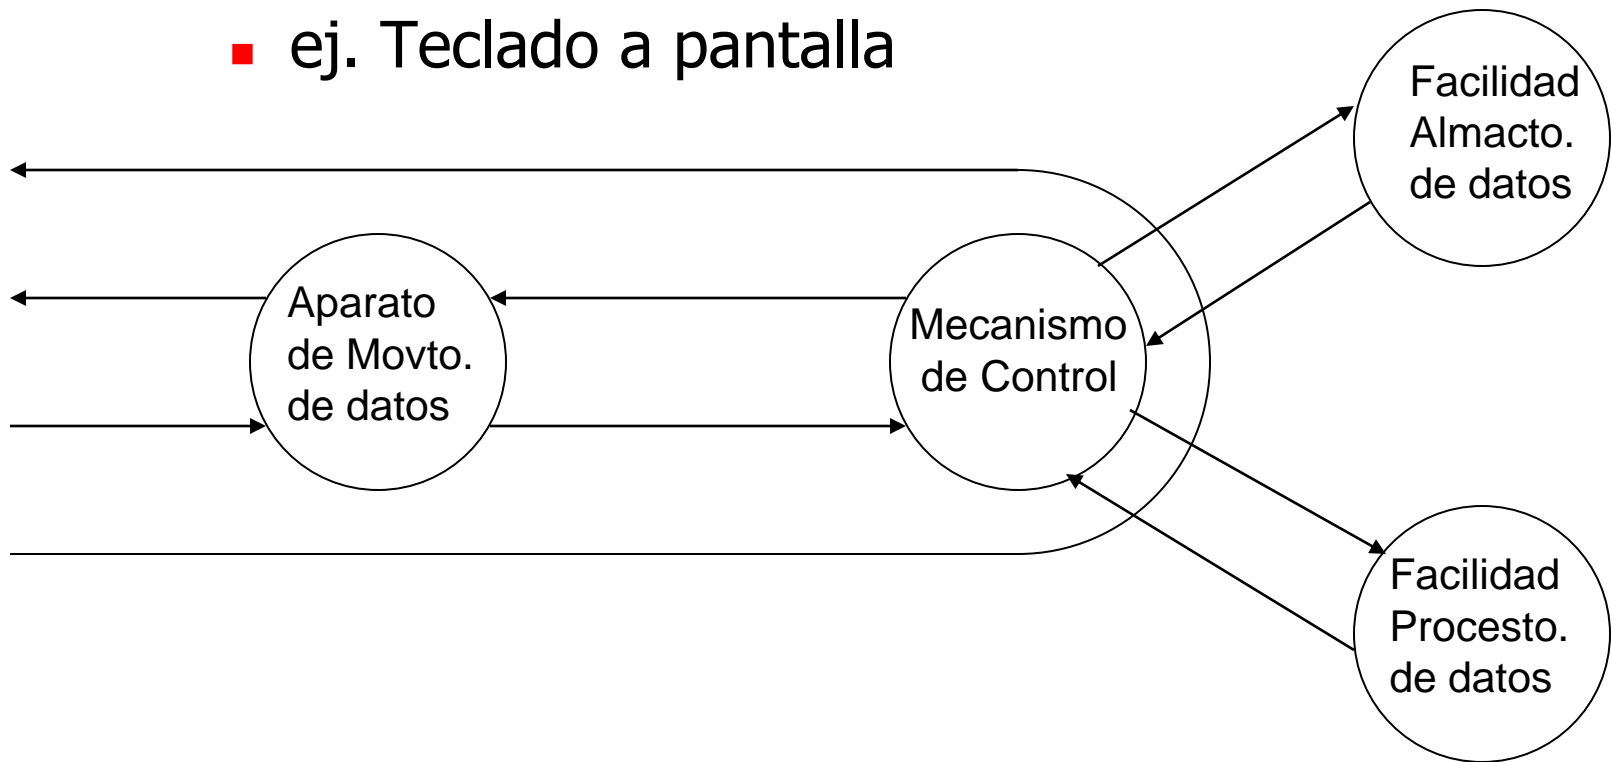 ej. Teclado a pantalla
Facilidad
Almacto.
de datos
Aparato
de Movto.
de datos
Mecanismo
de Control
Facilidad
Procesto.
de datos